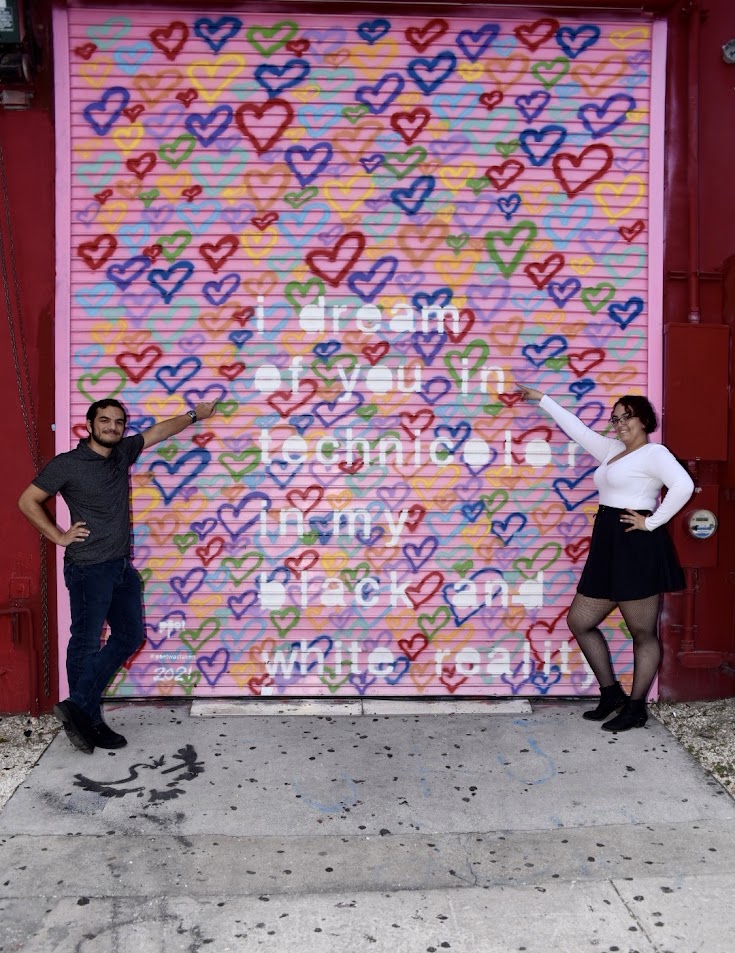 i dream
of you in
technicolor
in my
black and
white reality
2021